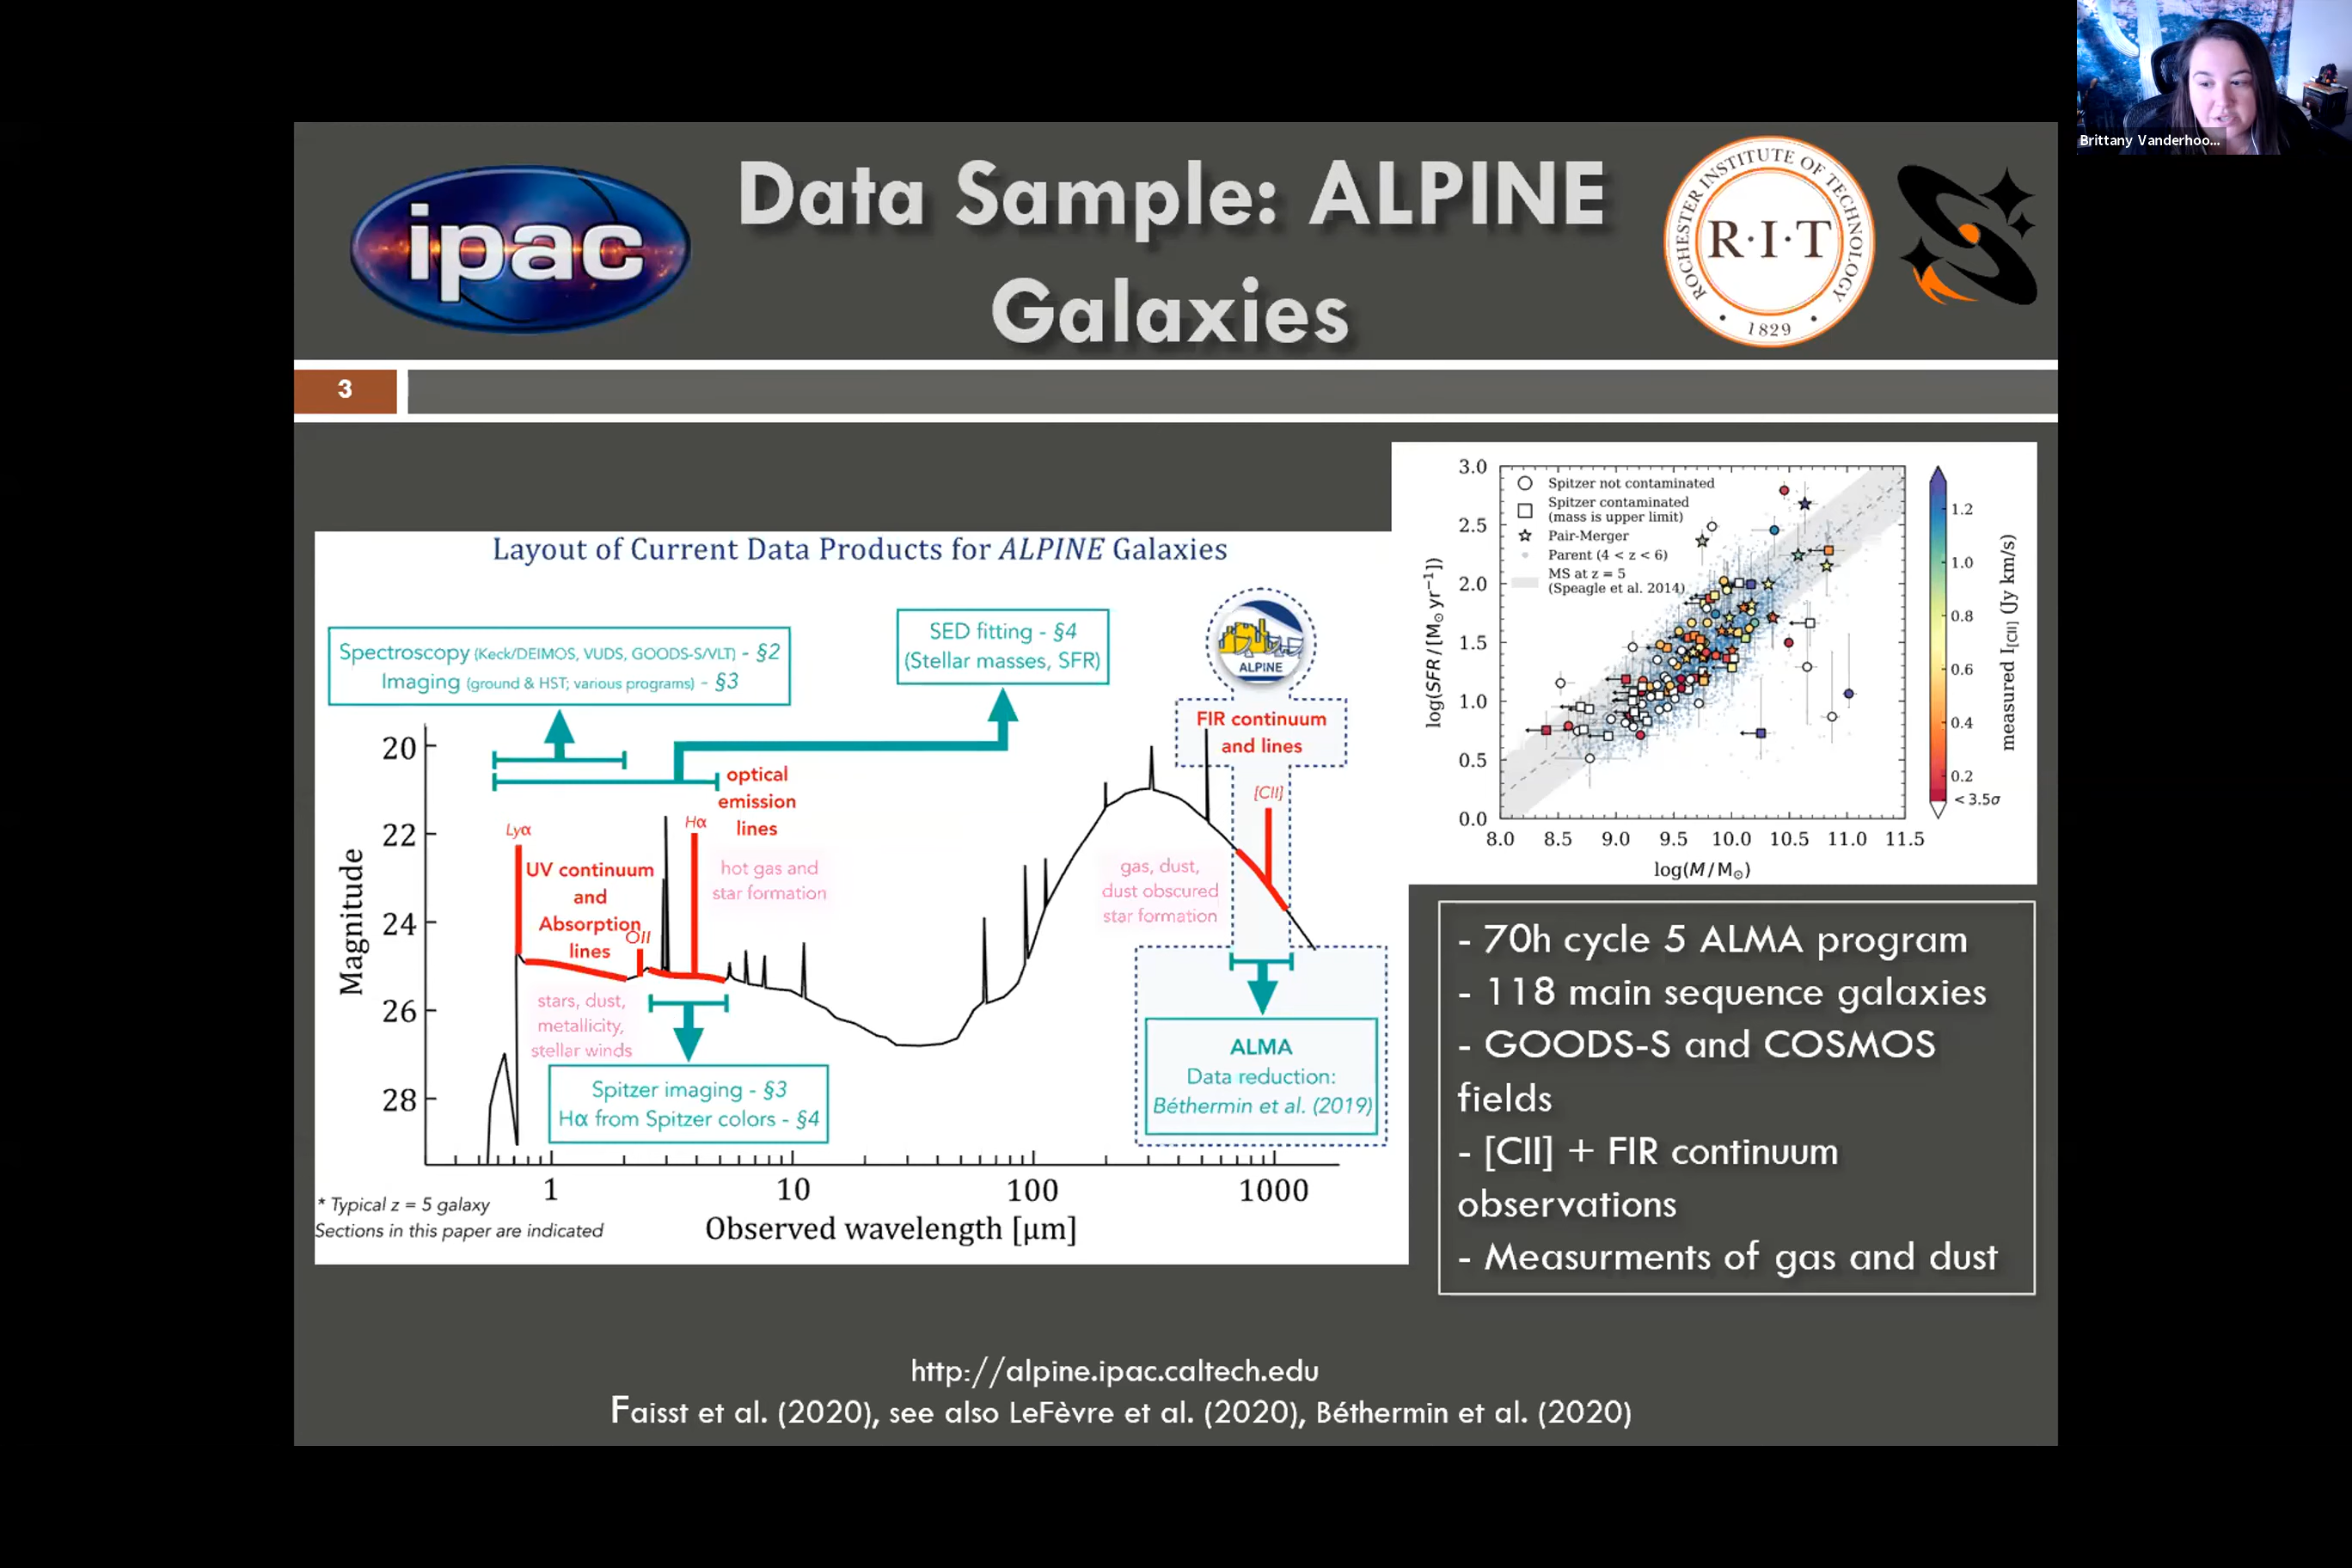 Brittany Vanderhoo...
ipac
Data Sample: ALPINE
Galaxies
ROCHESTER INSTITUTE OF TECHNOLOGY
R·I·T
1829
3
Layout of Current Data Products for ALPINE Galaxies
Spectroscopy (Keck/DEIMOS, VUDS, GOODS-S/VLT) - §2
Imaging (ground & HST; various programs) - §3
SED fitting - §4
(Stellar masses, SFR)
ALPINE
FIR continuum
and lines
[CII]
optical
emission
lines
Hα
hot gas and
star formation
Lyα
UV continuum
and
Absorption
lines
OII
stars, dust,
metallicity,
stellar winds
gas, dust,
dust obscured
star formation
Spitzer imaging - §3
Hα from Spitzer colors - §4
ALMA
Data reduction:
Béthermin et al. (2019)
Magnitude
20
22
24
26
28
1 10 100 1000
Observed wavelength [μm]
* Typical z = 5 galaxy
Sections in this paper are indicated
Spitzer not contaminated
Spitzer contaminated
(mass is upper limit)
Pair-Merger
Parent (4 < z < 6)
MS at z = 5
(Speagle et al. 2014)
log(SFR / [M⊙ yr⁻¹])
3.0
2.5
2.0
1.5
1.0
0.5
0.0
8.0 8.5 9.0 9.5 10.0 10.5 11.0 11.5
log(M / M⊙)
1.2
1.0
0.8
0.6
0.4
0.2
< 3.5σ
measured I[CII] (Jy km/s)
- 70h cycle 5 ALMA program
- 118 main sequence galaxies
- GOODS-S and COSMOS
fields
- [CII] + FIR continuum
observations
- Measurments of gas and dust
http://alpine.ipac.caltech.edu
Faisst et al. (2020), see also LeFèvre et al. (2020), Béthermin et al. (2020)